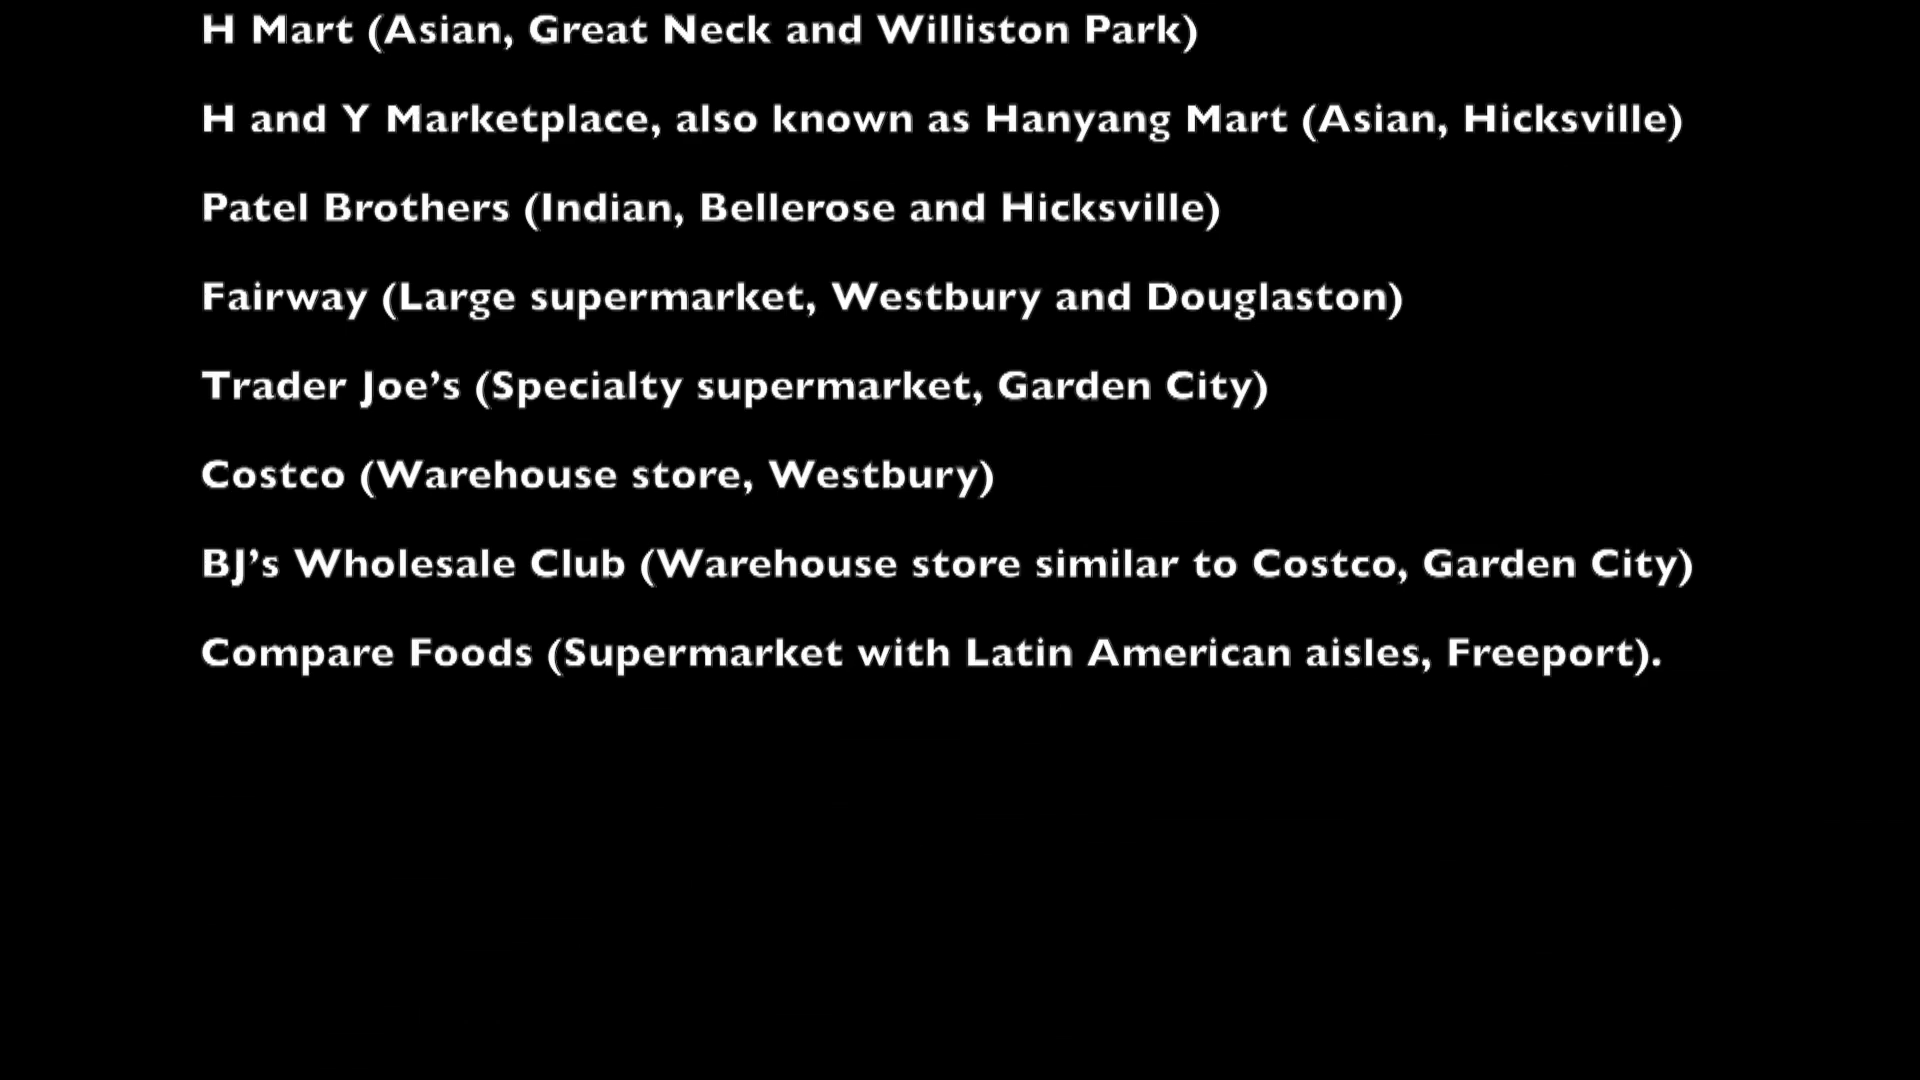 H Mart (Asian, Great Neck and Williston Park)
H and Y Marketplace, also known as Hanyang Mart (Asian, Hicksville)
Patel Brothers (Indian, Bellerose and Hicksville)
Fairway (Large supermarket, Westbury and Douglaston)
Trader Joe’s (Specialty supermarket, Garden City)
Costco (Warehouse store, Westbury)
BJ’s Wholesale Club (Warehouse store similar to Costco, Garden City)
Compare Foods (Supermarket with Latin American aisles, Freeport).